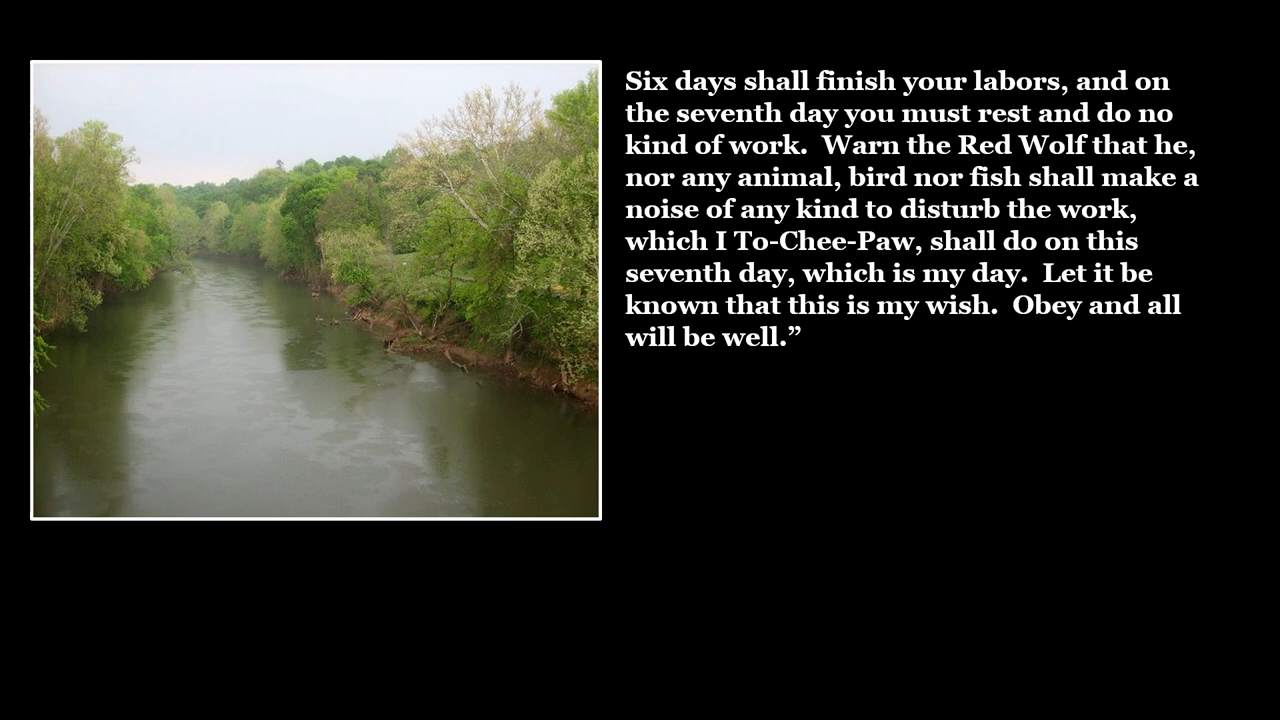 Six days shall finish your labors, and on
the seventh day you must rest and do no
kind of work.  Warn the Red Wolf that he,
nor any animal, bird nor fish shall make a
noise of any kind to disturb the work,
which I To-Chee-Paw, shall do on this
seventh day, which is my day.  Let it be
known that this is my wish.  Obey and all
will be well.”